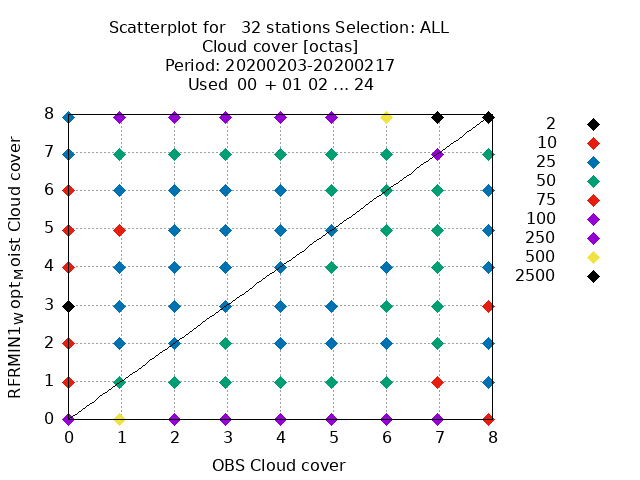 Scatterplot for 32 stations Selection: ALL
Cloud cover [octas]
Period: 20200203-20200217
Used 00 + 01 02 ... 24
8
7
6
5
4
3
2
1
0
RFRMIN1W optMoist Cloud cover
0 1 2 3 4 5 6 7 8
OBS Cloud cover
2
10
25
50
75
100
250
500
2500